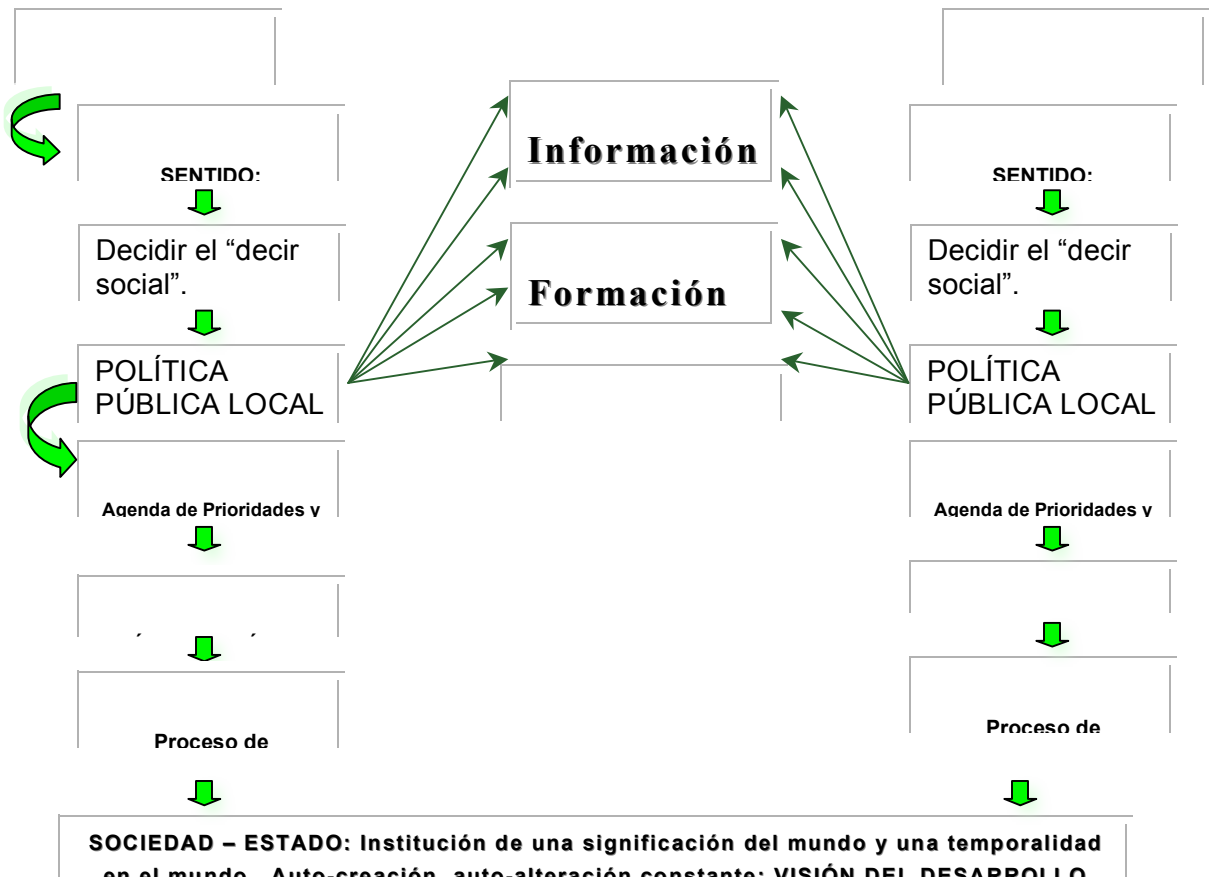 SENTIDO:
Decidir el “decir
social”.
POLÍTICA
PÚBLICA LOCAL
Agenda de Prioridades y
Proceso de
Información
Formación
SENTIDO:
Decidir el “decir
social”.
POLÍTICA
PÚBLICA LOCAL
Agenda de Prioridades y
Proceso de
SOCIEDAD – ESTADO: Institución de una significación del mundo y una temporalidad
en el mundo. Auto-creación, auto-alteración constante: VISIÓN DEL DESARROLLO